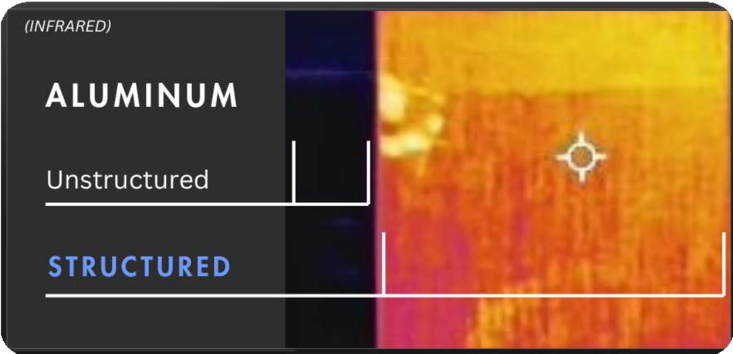 (INFRARED)
ALUMINUM
Unstructured
STRUCTURED